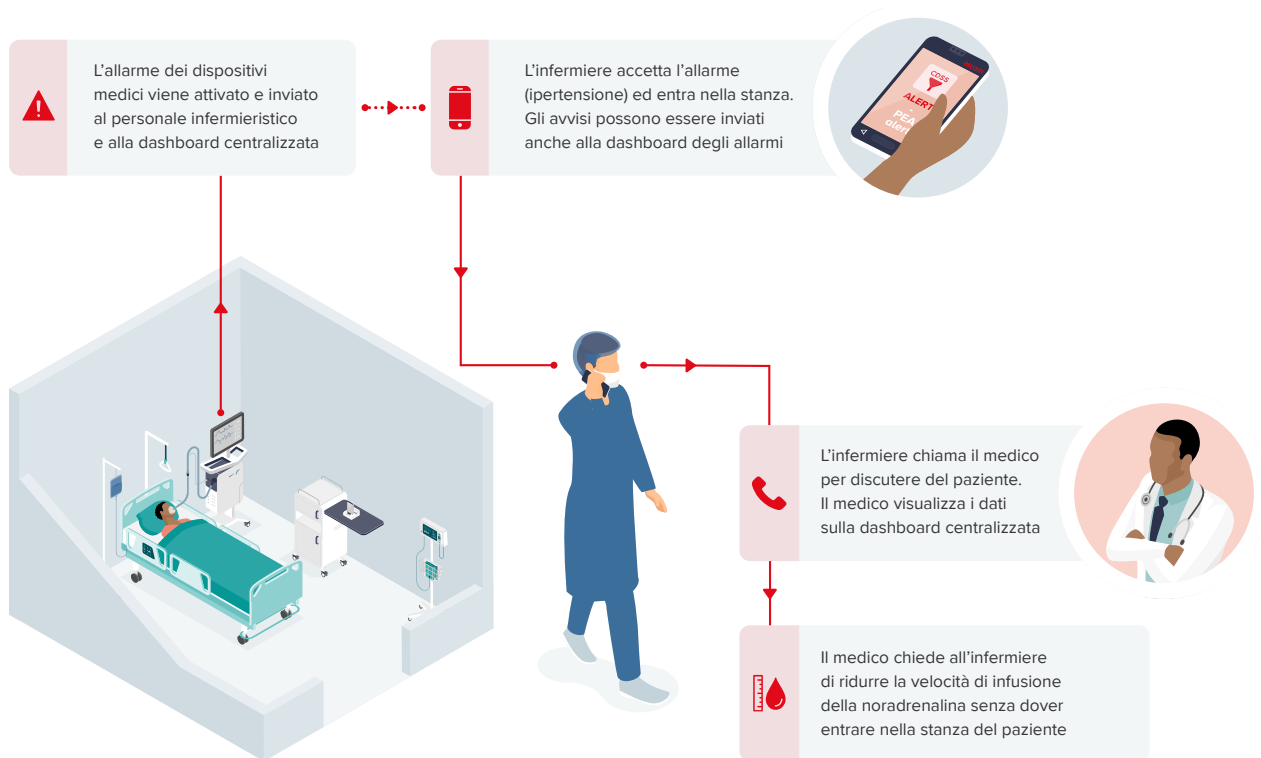 L’allarme dei dispositivi
medici viene attivato e inviato
al personale infermieristico
e alla dashboard centralizzata
L’infermiere accetta l’allarme
(ipertensione) ed entra nella stanza.
Gli avvisi possono essere inviati
anche alla dashboard degli allarmi
CDSS
ALERT
L’infermiere chiama il medico
per discutere del paziente.
Il medico visualizza i dati
sulla dashboard centralizzata
Il medico chiede all’infermiere
di ridurre la velocità di infusione
della noradrenalina senza dover
entrare nella stanza del paziente